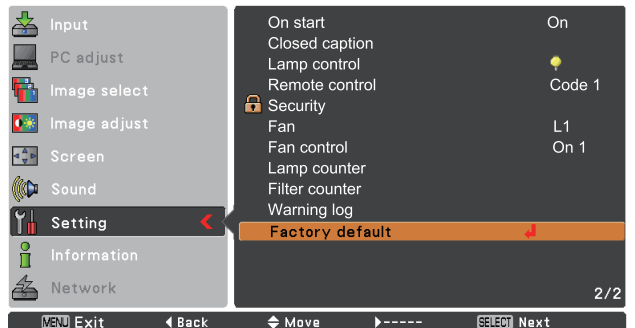 Input
PC adjust
Image select
Image adjust
Screen
Sound
Setting
Information
Network
On start On
Closed caption
Lamp control
Remote control Code 1
Security
Fan L1
Fan control On 1
Lamp counter
Filter counter
Warning log
Factory default
2/2
MENU Exit Back Move ----- SELECT Next